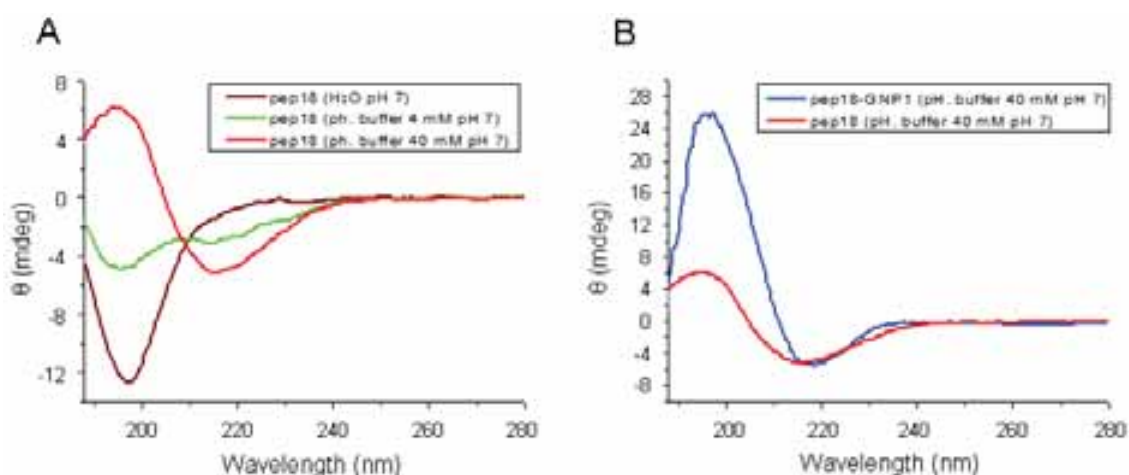 A
8
4
0
-4
-8
-12
θ (mdeg)
pep18 (H₂O pH 7)
pep18 (ph. buffer 4 mM pH 7)
pep18 (ph. buffer 40 mM pH 7)
200 220 240 260 280
Wavelength (nm)
B
28
24
20
16
12
8
4
0
-4
-8
θ (mdeg)
pep18-GNP1 (pH. buffer 40 mM pH 7)
pep18 (pH. buffer 40 mM pH 7)
200 220 240 260 280
Wavelength (nm)